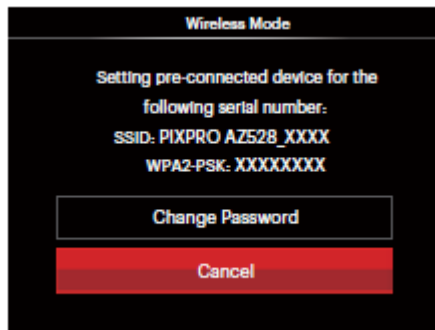 Wireless Mode
Setting pre-connected device for the
following serial number:
SSID: PIXPRO AZ528_XXXX
WPA2-PSK: XXXXXXXX
Change Password
Cancel